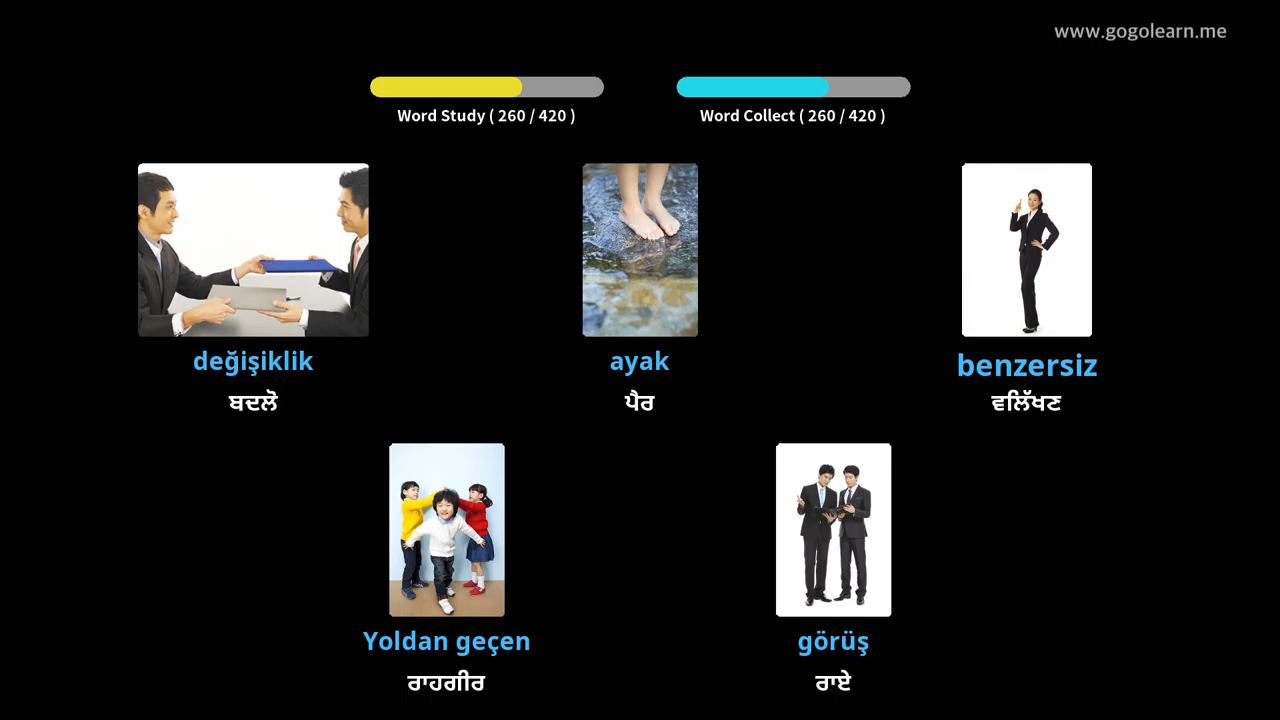 www.gogolearn.me
Word Study ( 260 / 420 )
Word Collect ( 260 / 420 )
değişiklik
ਬਦਲੋ
ayak
ਪੈਰ
benzersiz
ਵਲਿੱਖਣ
Yoldan geçen
ਰਾਹਗੀਰ
görüş
ਰਾਏ